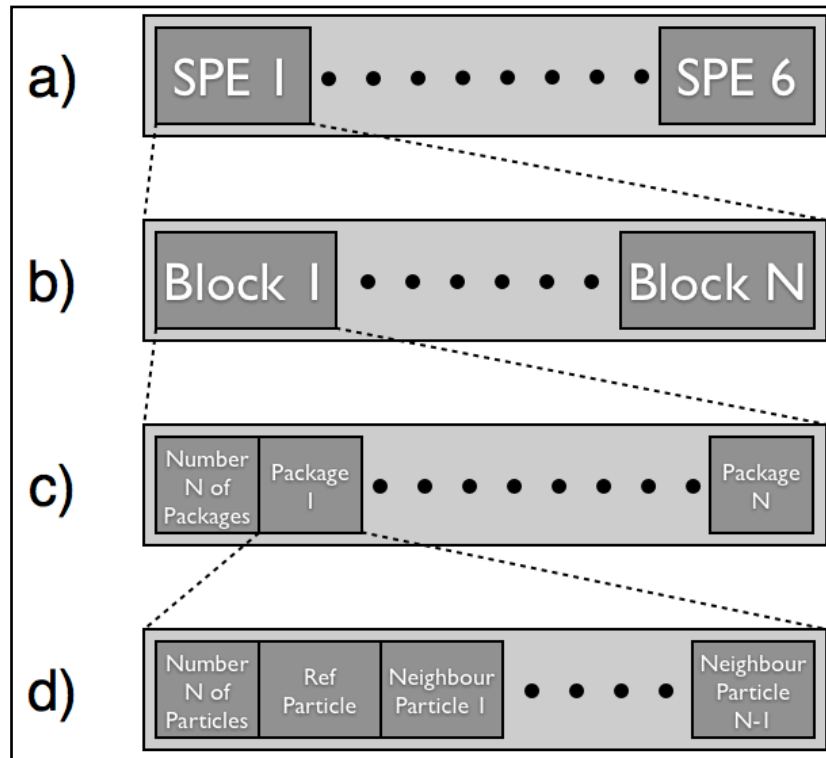 a)
SPE 1
SPE 6
b)
Block 1
Block N
c)
Number
N of
Packages
Package
1
Package
N
d)
Number
N of
Particles
Ref
Particle
Neighbour
Particle 1
Neighbour
Particle
N-1